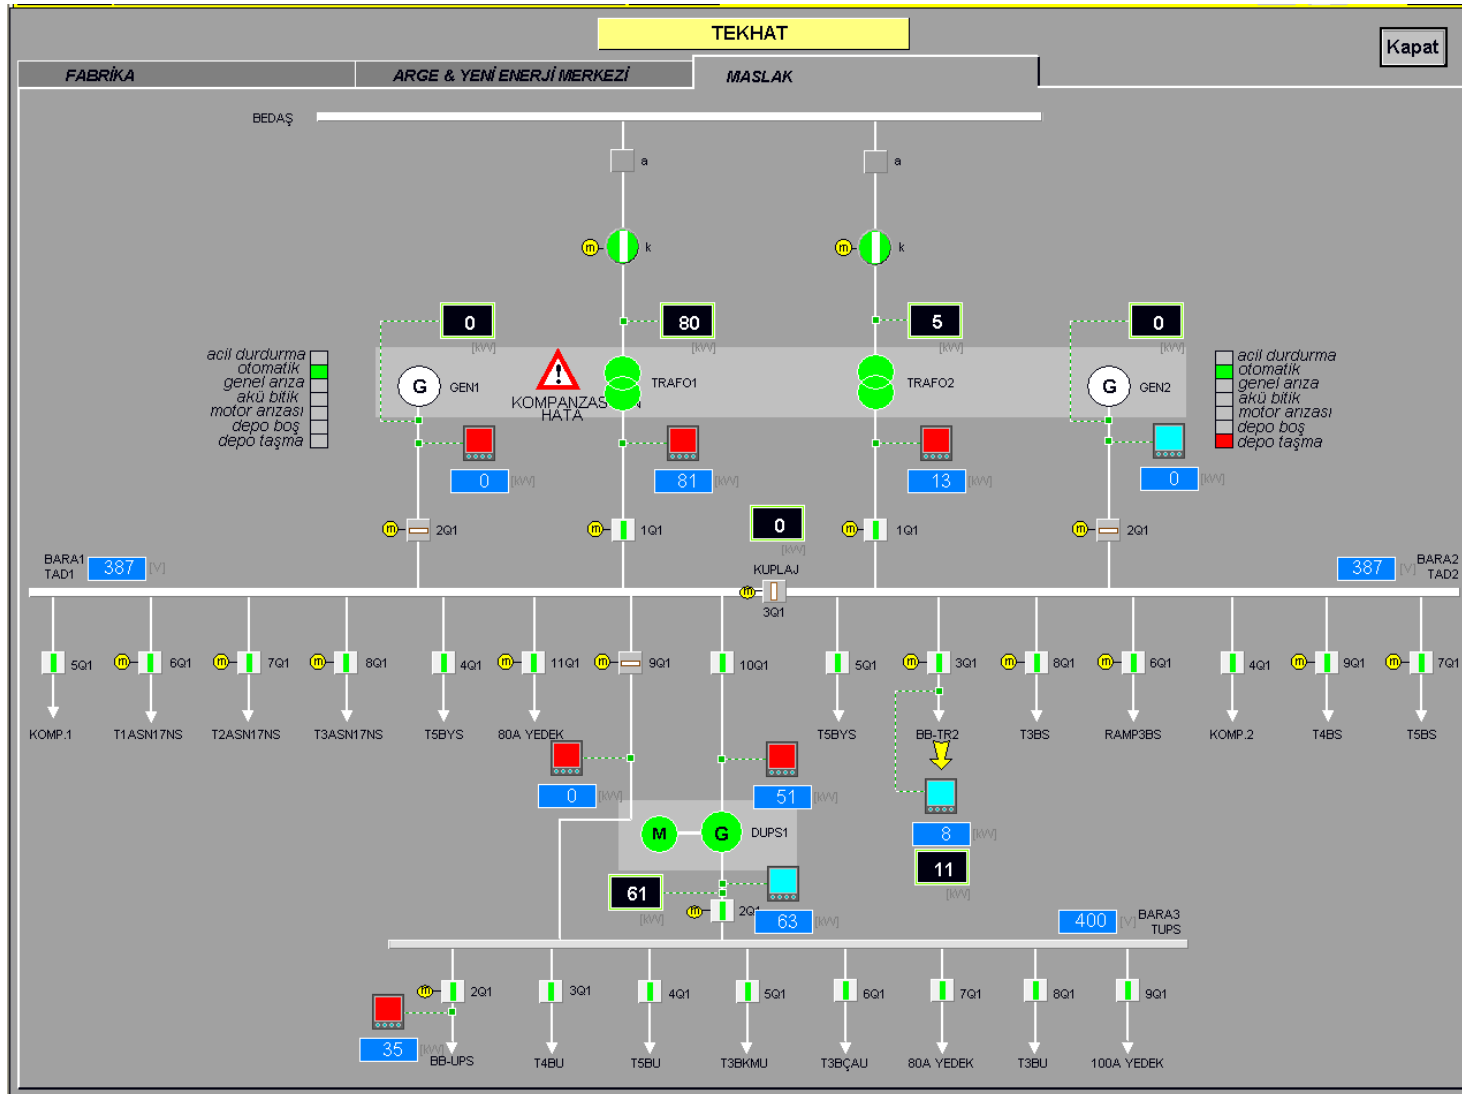 TEKHAT
Kapat
FABRİKA
ARGE & YENİ ENERJİ MERKEZİ
MASLAK
BEDAŞ
a
a
m
k
m
k
0
80
5
0
[kW]
[kW]
[kW]
[kW]
acil durdurma
otomatik
genel arıza
akü bitik
motor arızası
depo boş
depo taşma
G
GEN1
!
KOMPANZAS
N
HATA
TRAFO1
TRAFO2
G
GEN2
acil durdurma
otomatik
genel arıza
akü bitik
motor arızası
depo boş
depo taşma
0
[kW]
81
[kW]
13
[kW]
0
[kW]
m
2Q1
m
1Q1
0
[kW]
m
1Q1
m
2Q1
BARA1
TAD1
387
[V]
KUPLAJ
m
3Q1
387
[V]
BARA2
TAD2
5Q1
m
6Q1
m
7Q1
m
8Q1
4Q1
m
11Q1
m
9Q1
10Q1
5Q1
m
3Q1
m
8Q1
m
6Q1
4Q1
m
9Q1
m
7Q1
KOMP.1
T1ASN17NS
T2ASN17NS
T3ASN17NS
T5BYS
80A YEDEK
T5BYS
BB-TR2
T3BS
RAMP3BS
KOMP.2
T4BS
T5BS
0
[kW]
51
[kW]
M
G
DUPS1
8
[kW]
11
[kW]
61
[kW]
m
2Q1
63
[kW]
400
[V]
BARA3
TUPS
m
2Q1
3Q1
4Q1
5Q1
6Q1
7Q1
8Q1
9Q1
35
[kW]
BB-UPS
T4BU
T5BU
T3BKMU
T3BÇAU
80A YEDEK
T3BU
100A YEDEK